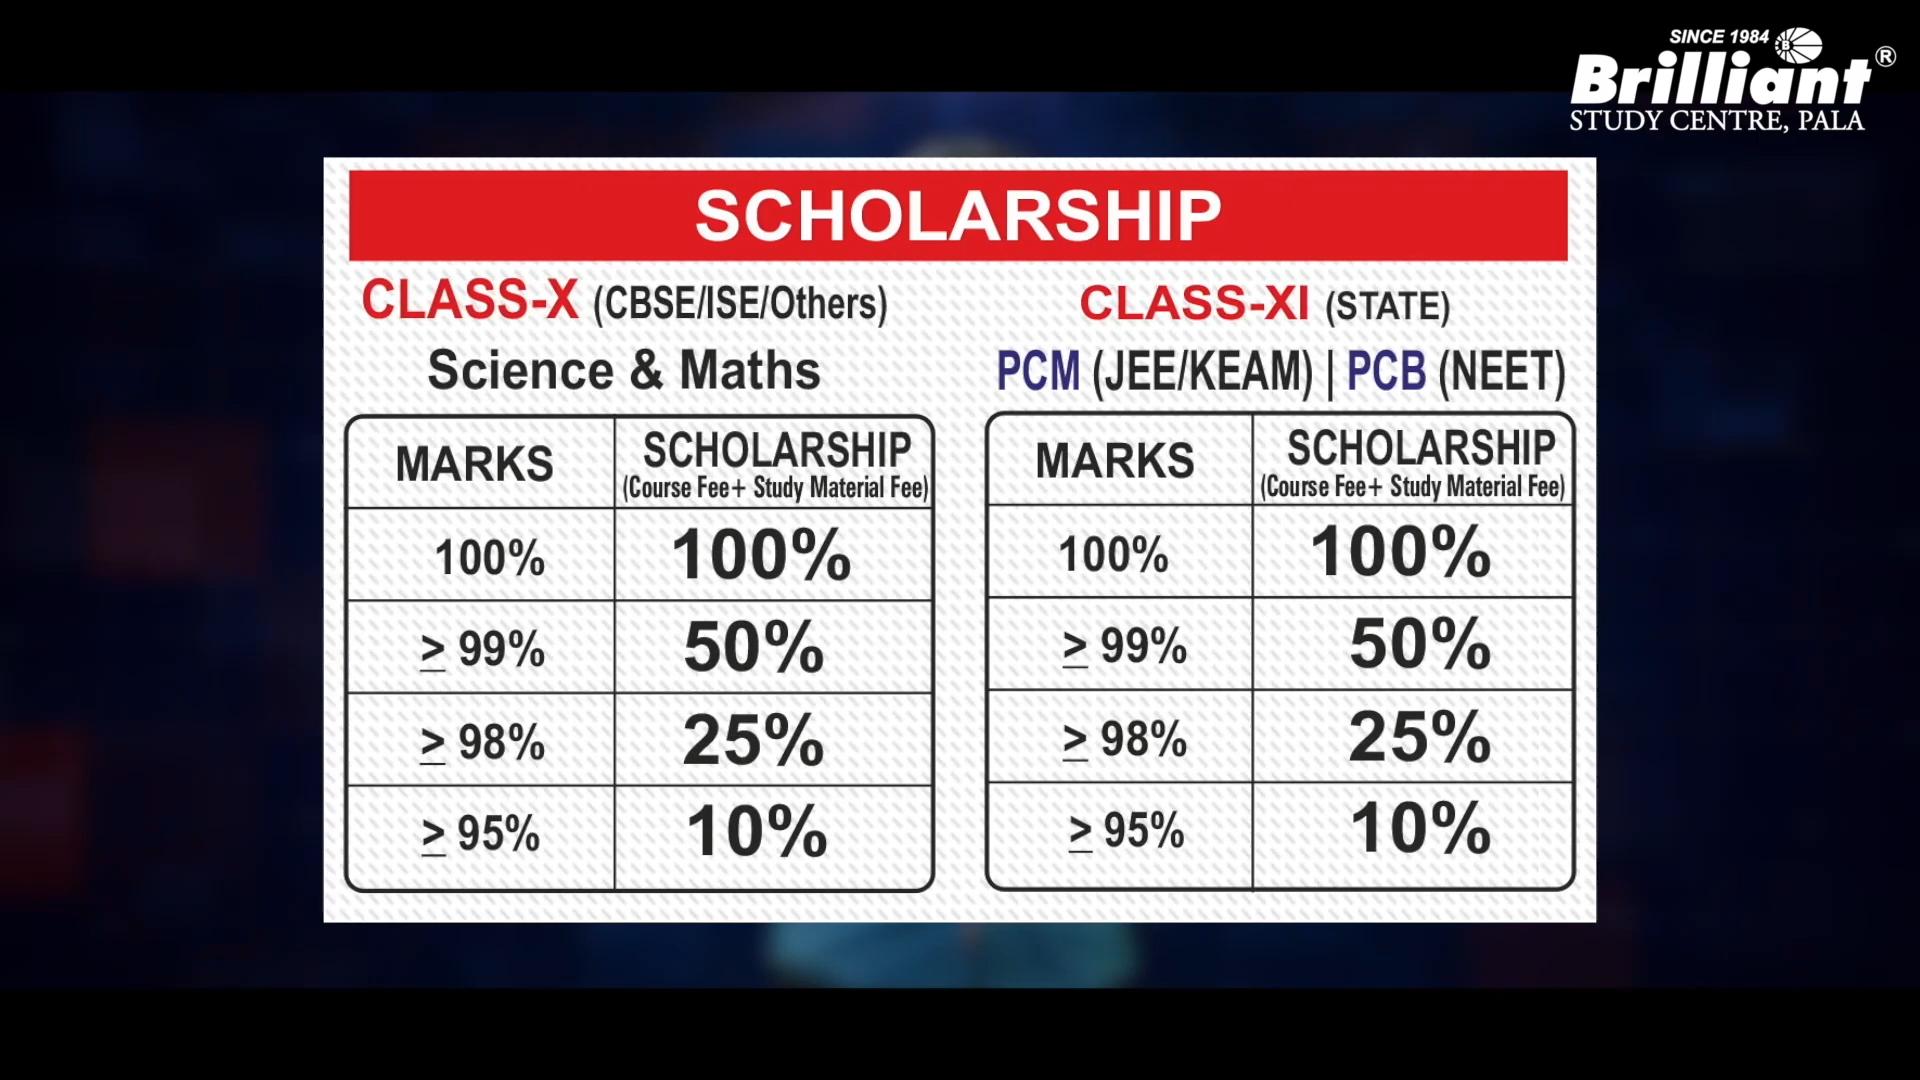 SINCE 1984
B
Brilliant®
STUDY CENTRE, PALA
SCHOLARSHIP
CLASS-X (CBSE/ISE/Others)
Science & Maths
MARKS SCHOLARSHIP
(Course Fee+ Study Material Fee)
100% 100%
≥ 99% 50%
≥ 98% 25%
≥ 95% 10%
CLASS-XI (STATE)
PCM (JEE/KEAM) | PCB (NEET)
MARKS SCHOLARSHIP
(Course Fee+ Study Material Fee)
100% 100%
≥ 99% 50%
≥ 98% 25%
≥ 95% 10%